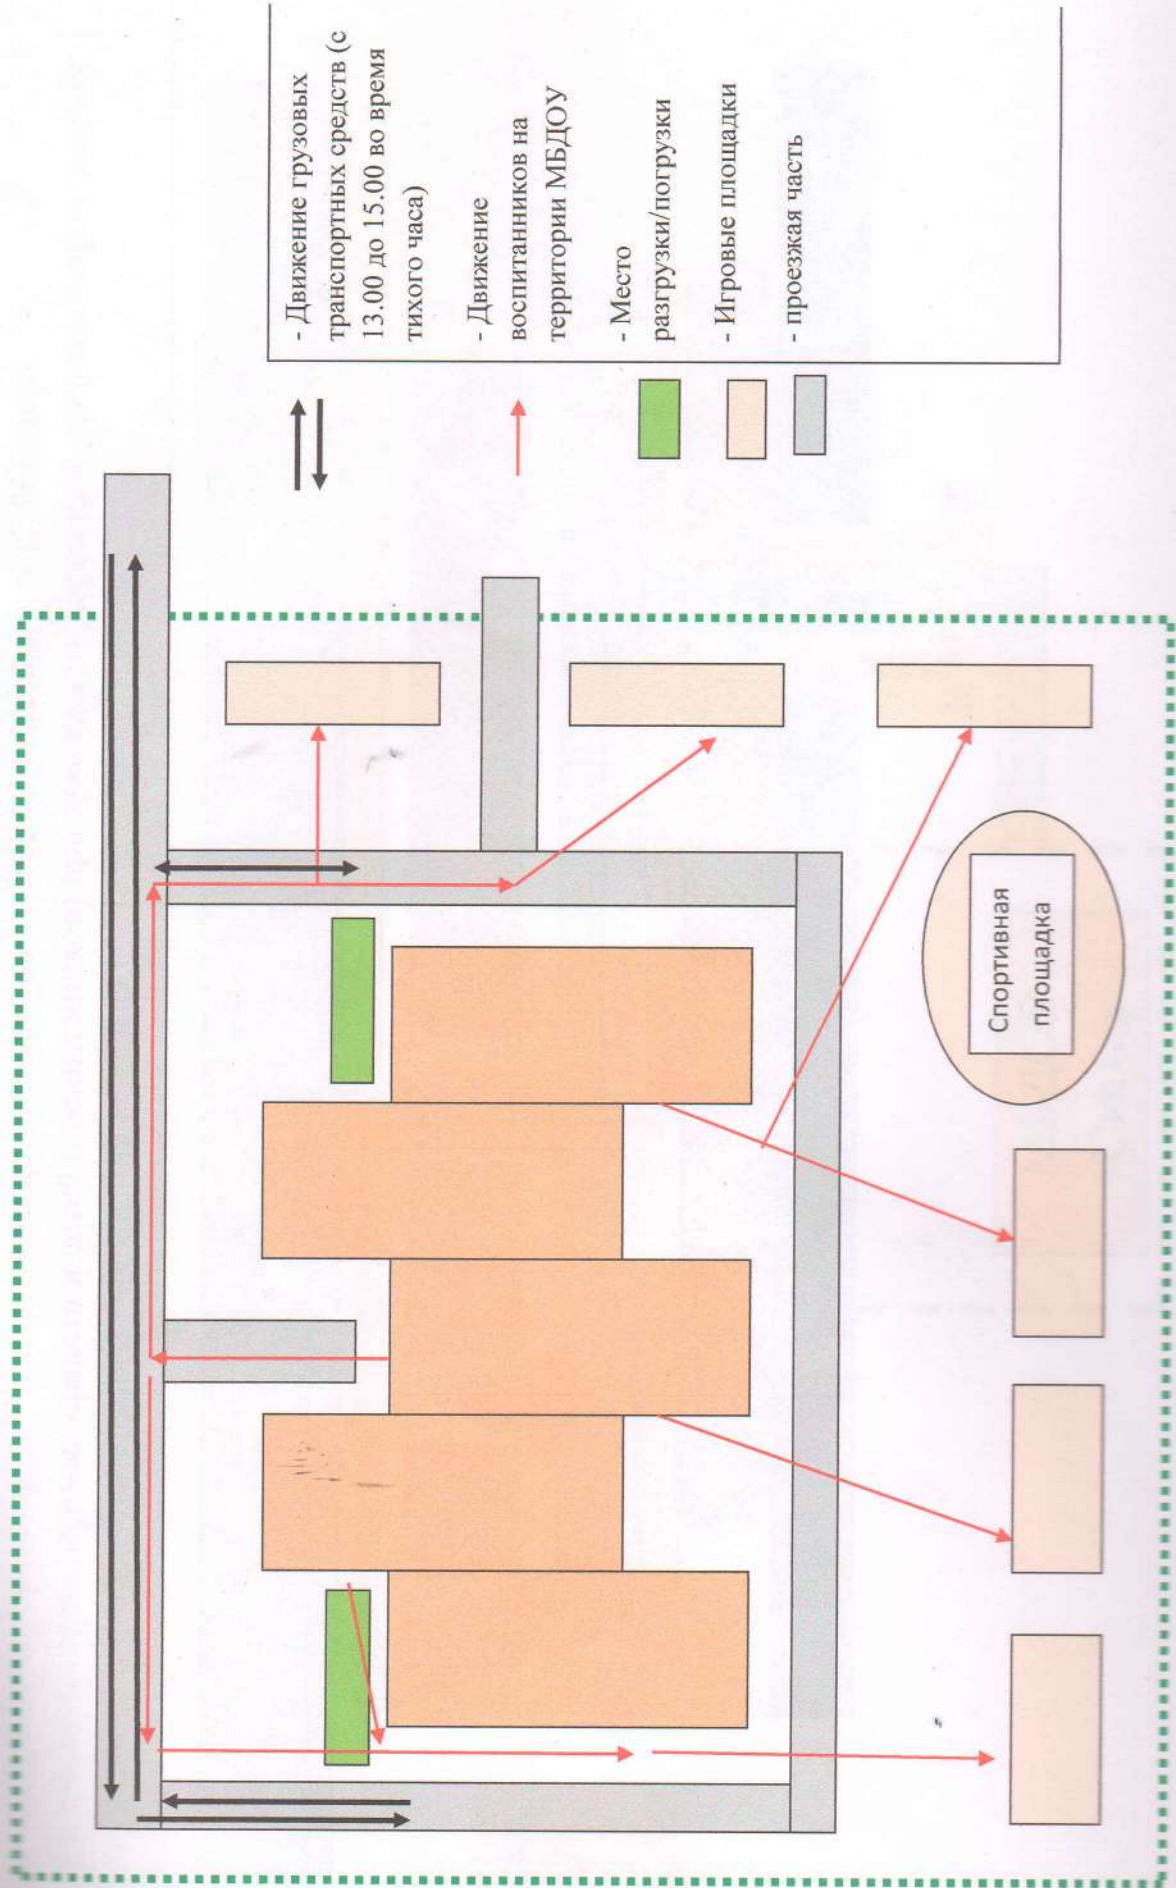 - Движение грузовых
транспортных средств (с
13.00 до 15.00 во время
тихого часа)
- Движение
воспитанников на
территории МБДОУ
- Место
разгрузки/погрузки
- Игровые площадки
- проезжая часть
Спортивная
площадка